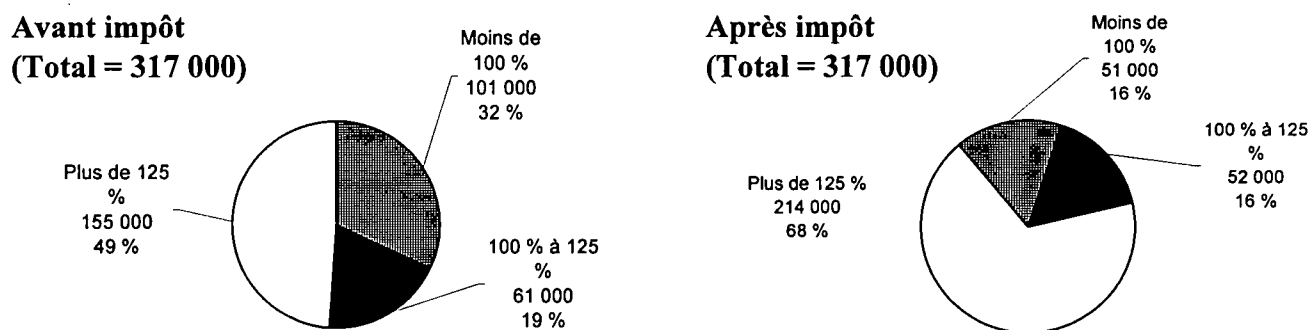 Avant impôt
(Total = 317 000)
Moins de
100 %
101 000
32 %
Plus de 125
%
155 000
49 %
100 % à 125
%
61 000
19 %
Après impôt
(Total = 317 000)
Moins de
100 %
51 000
16 %
100 % à 125
%
52 000
16 %
Plus de 125 %
214 000
68 %